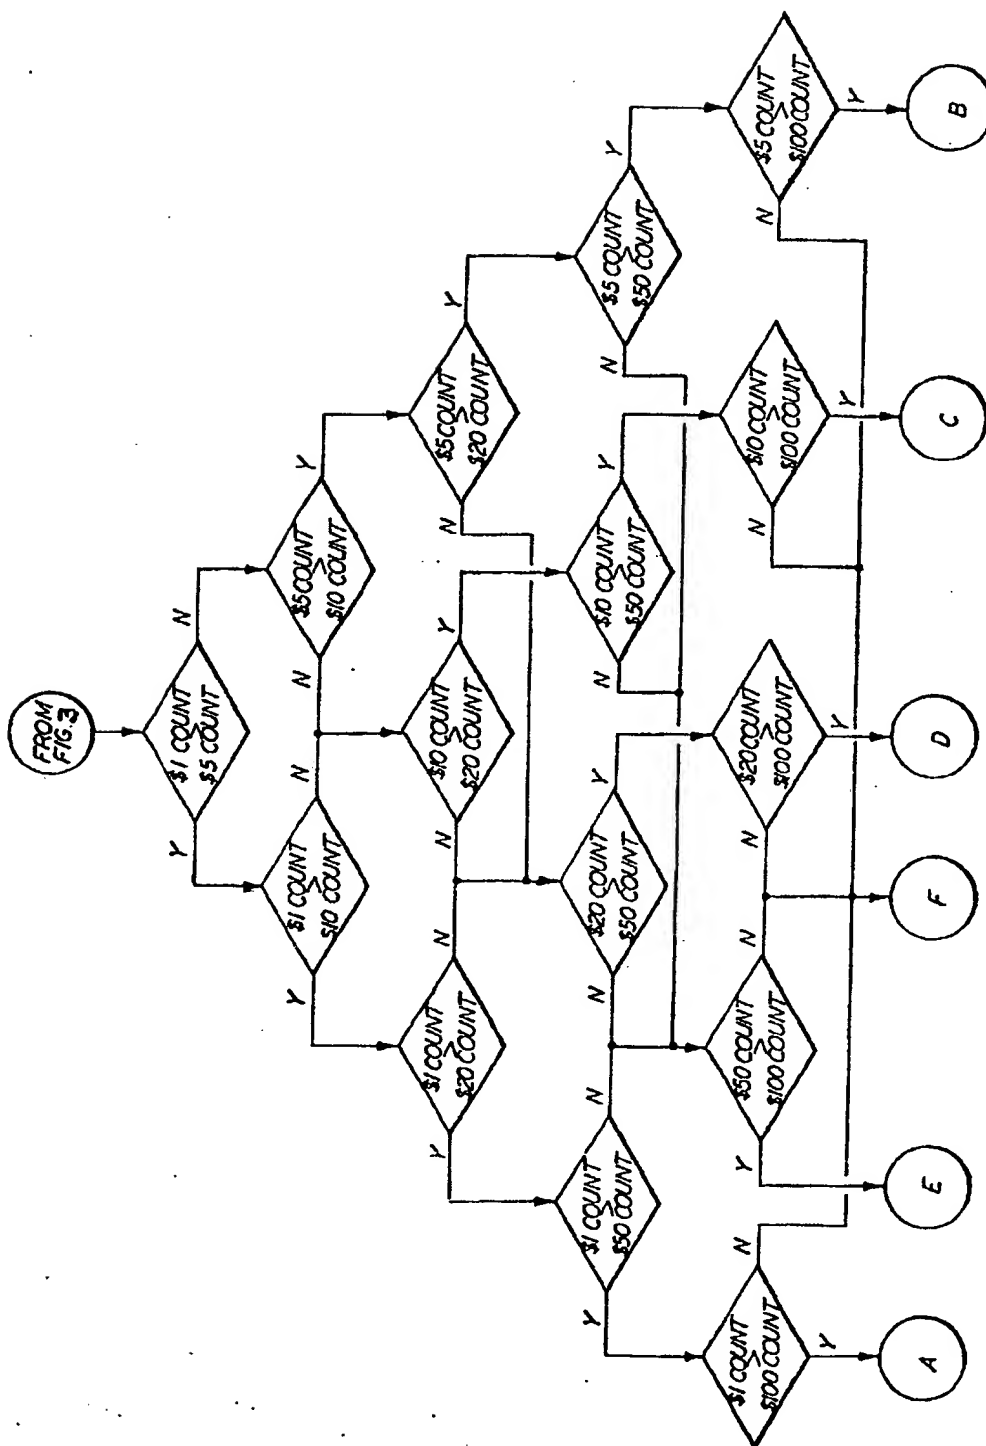 FROM
FIG. 3
$1 COUNT
>
$5 COUNT
Y
N
$1 COUNT
>
$10 COUNT
Y
N
$5 COUNT
>
$10 COUNT
N
Y
$1 COUNT
>
$20 COUNT
Y
N
$10 COUNT
>
$20 COUNT
N
Y
$5 COUNT
>
$20 COUNT
N
Y
$1 COUNT
>
$50 COUNT
Y
N
$20 COUNT
>
$50 COUNT
N
Y
$10 COUNT
>
$50 COUNT
N
Y
$5 COUNT
>
$50 COUNT
N
Y
$1 COUNT
>
$100 COUNT
Y
N
$50 COUNT
>
$100 COUNT
Y
N
$20 COUNT
>
$100 COUNT
Y
$10 COUNT
>
$100 COUNT
N
Y
$5 COUNT
>
$100 COUNT
N
Y
A
E
F
D
C
B